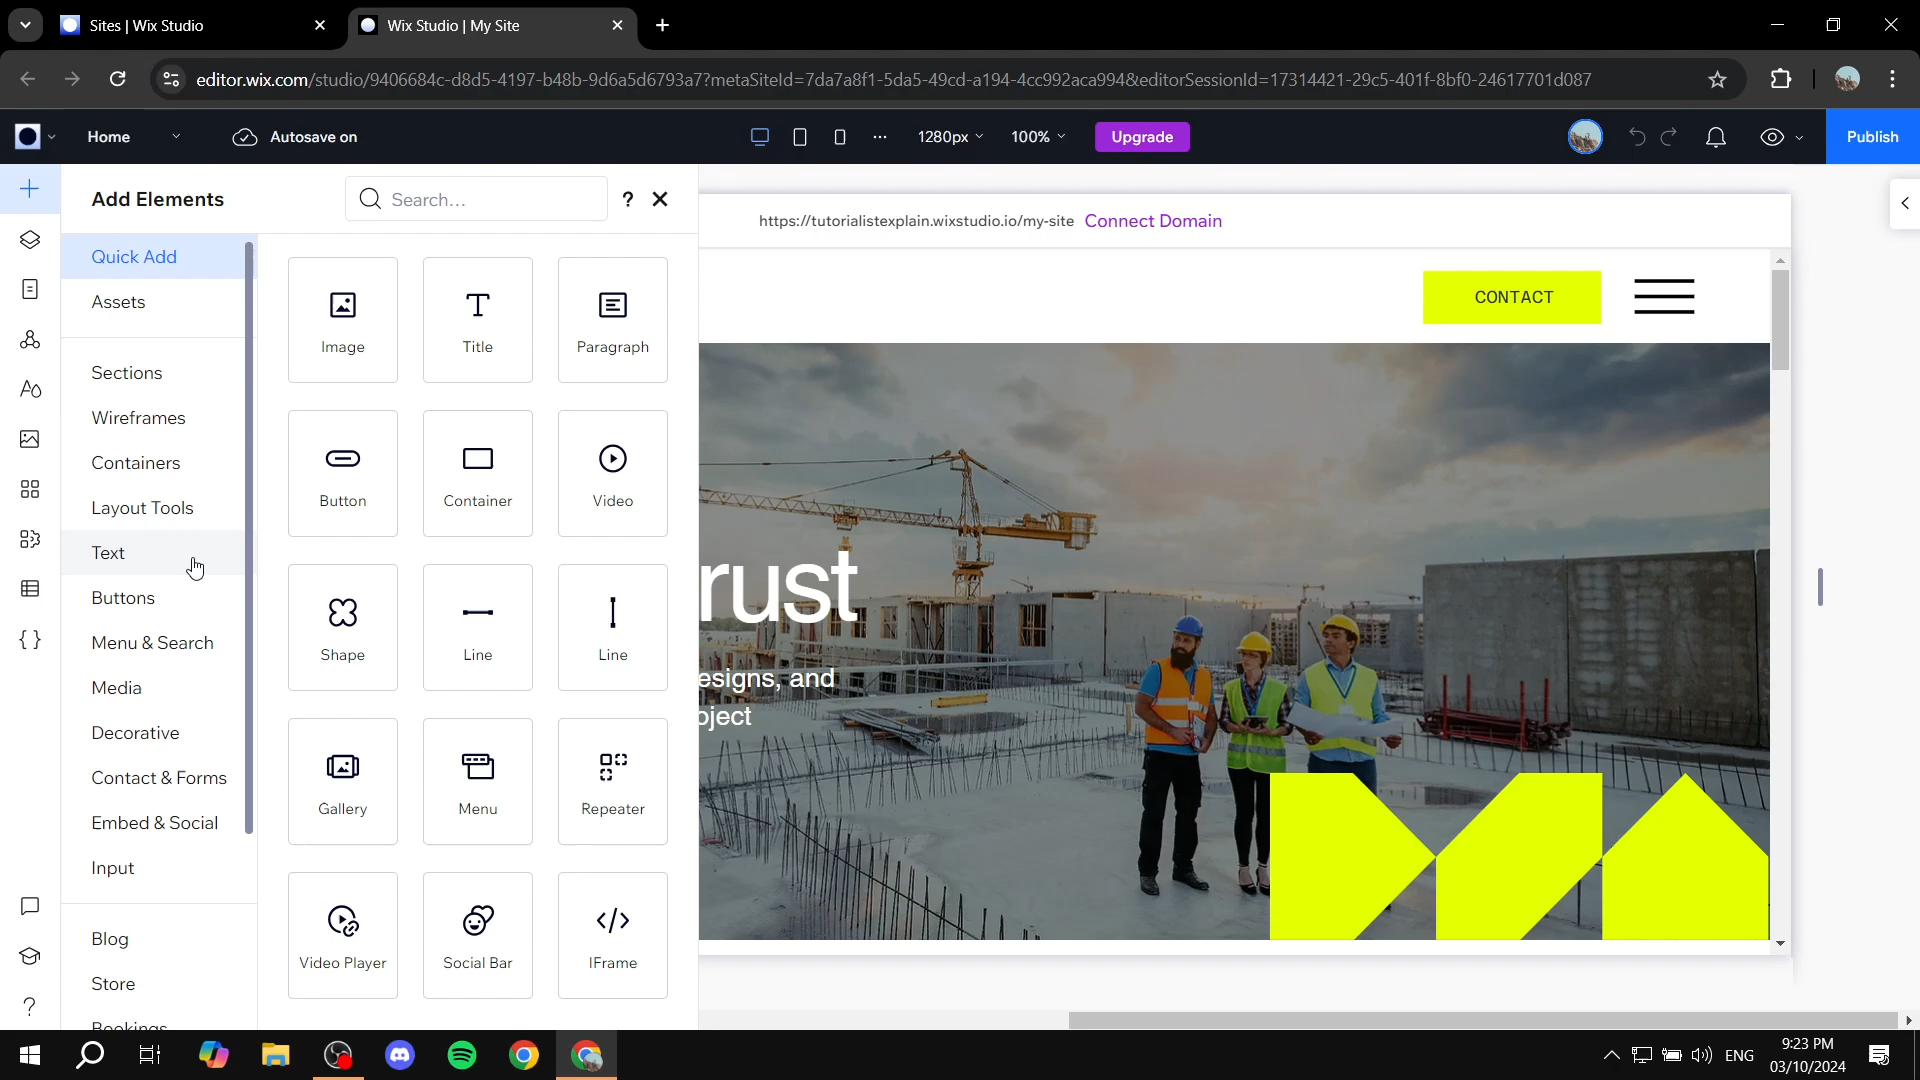 Sites | Wix Studio
Wix Studio | My Site
editor.wix.com/studio/9406684c-d8d5-4197-b48b-9d6a5d6793a7?metaSiteId=7da7a8f1-5da5-49cd-a194-4cc992aca994&editorSessionId=17314421-29c5-401f-8bf0-24617701d087
Home
Autosave on
1280px
100%
Upgrade
Publish
Add Elements
Search...
?
https://tutorialistexplain.wixstudio.io/my-site Connect Domain
Quick Add
Assets
Sections
Wireframes
Containers
Layout Tools
Text
Buttons
Menu & Search
Media
Decorative
Contact & Forms
Embed & Social
Input
Blog
Store
Bookings
Image
Title
Paragraph
Button
Container
Video
Shape
Line
Line
Gallery
Menu
Repeater
Video Player
Social Bar
IFrame
CONTACT
rust
esigns, and
oject
ENG
9:23 PM
03/10/2024